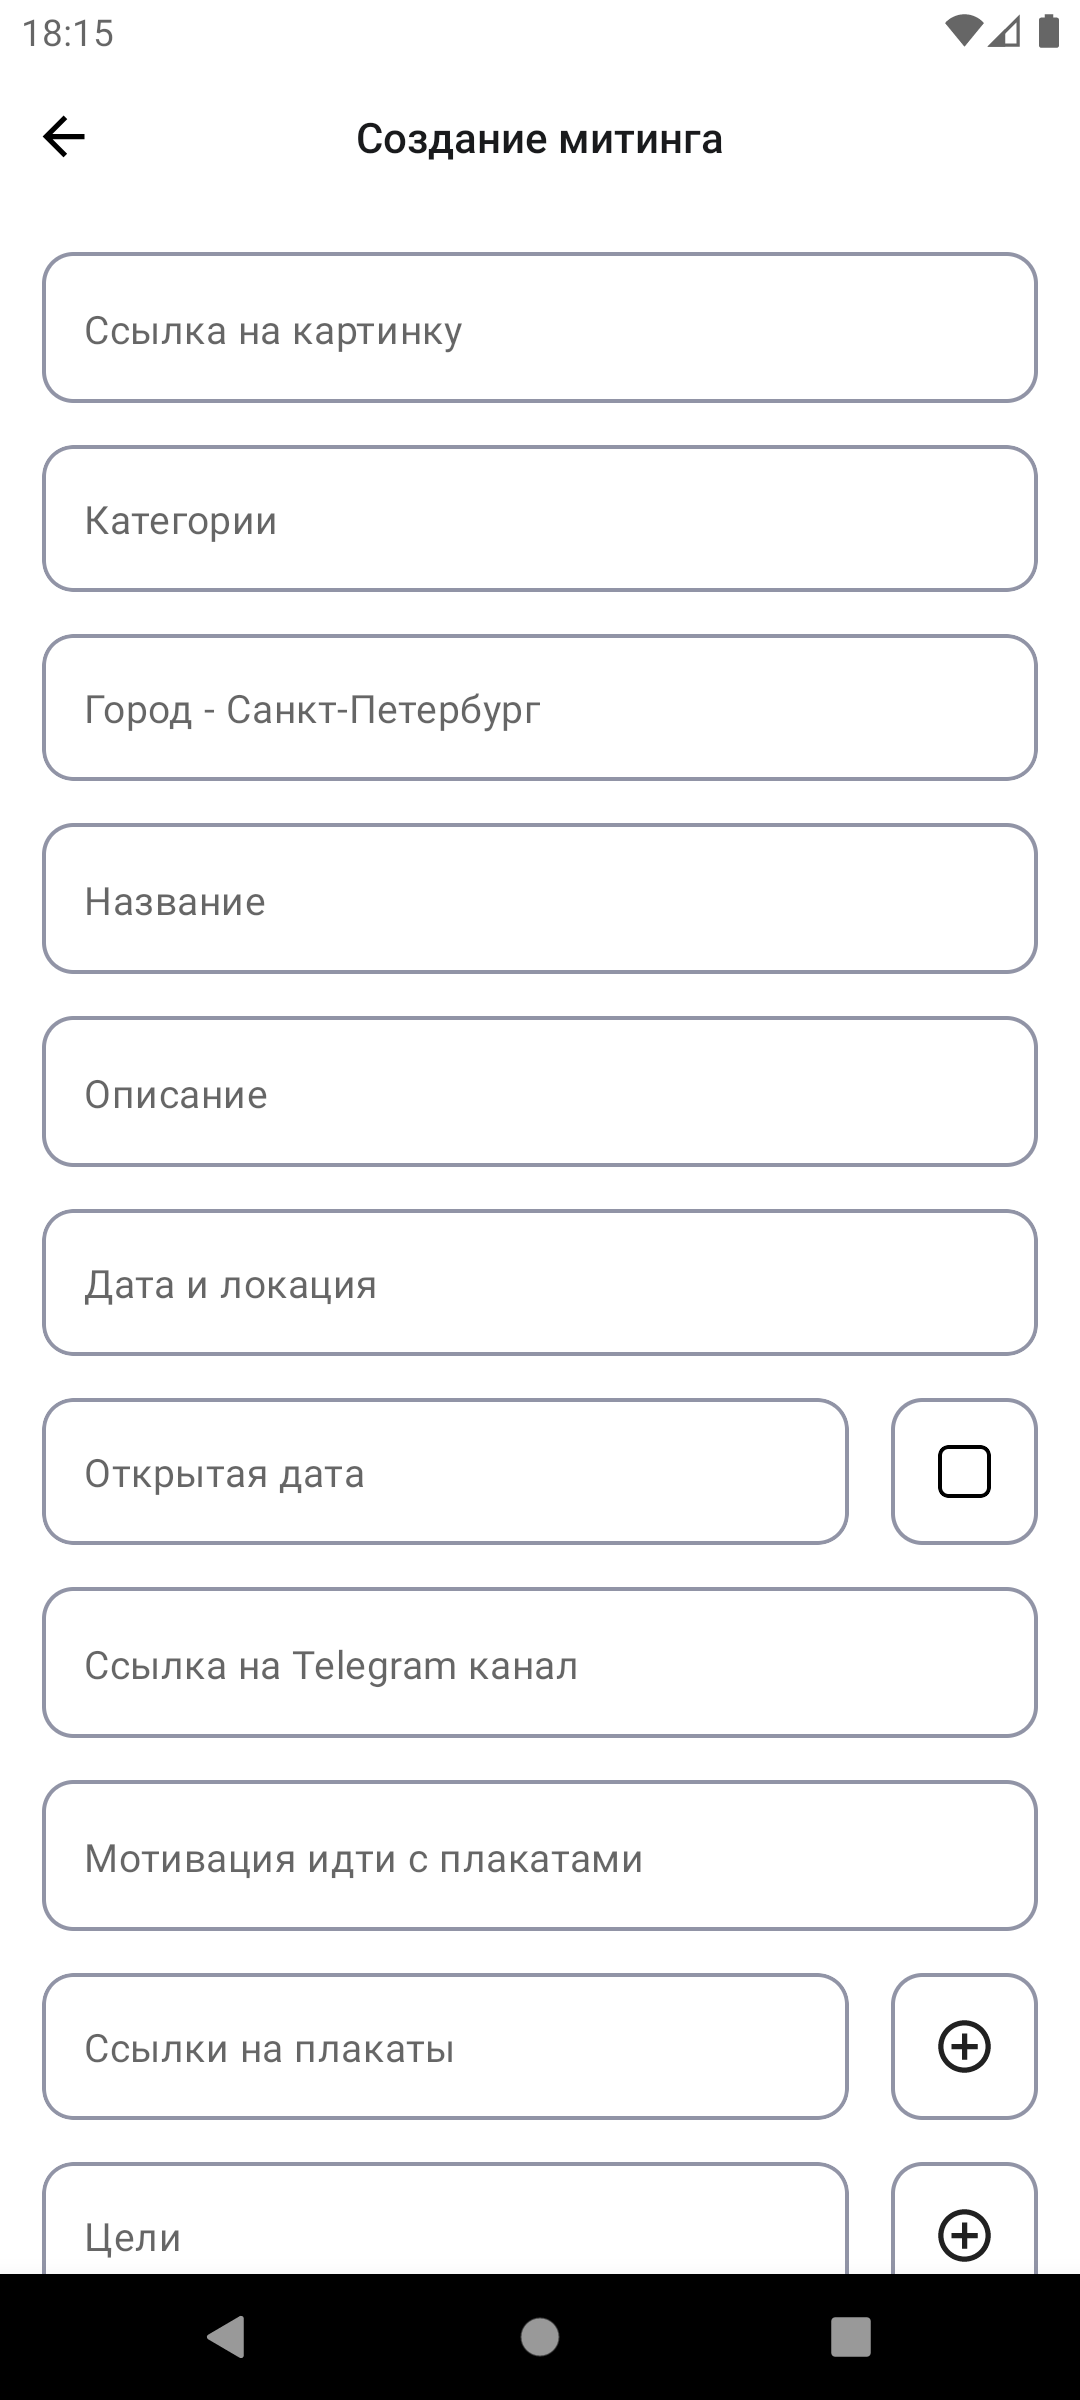 18:15
Создание митинга
Ссылка на картинку
Категории
Город - Санкт-Петербург
Название
Описание
Дата и локация
Открытая дата
Ссылка на Telegram канал
Мотивация идти с плакатами
Ссылки на плакаты
Цели